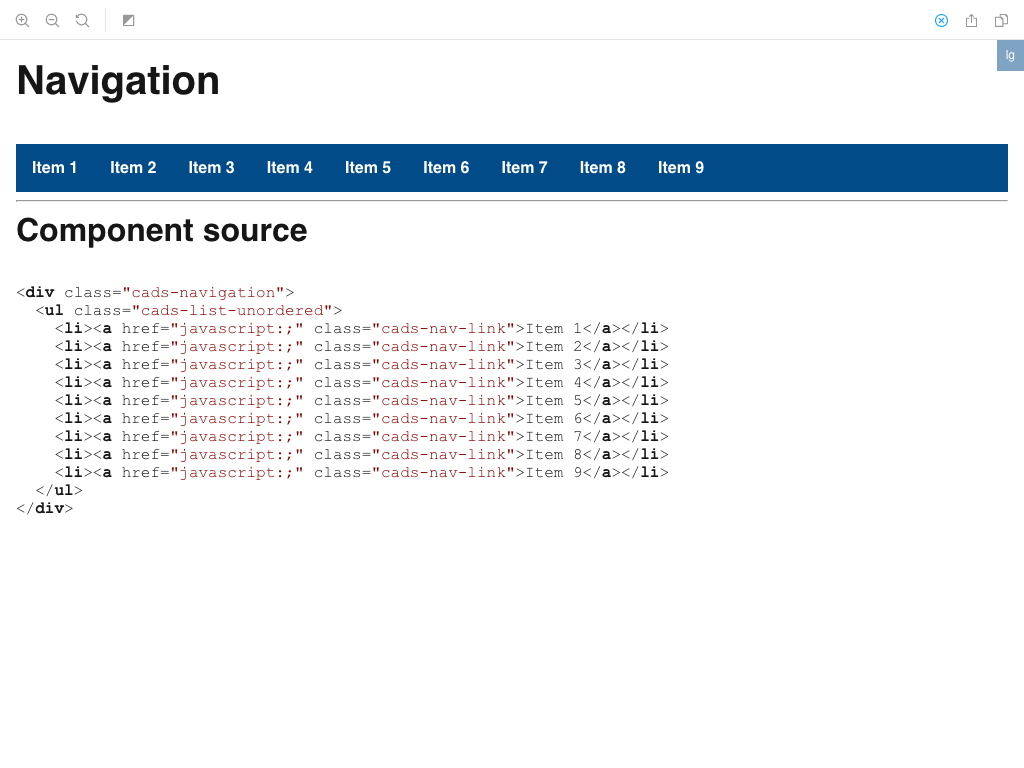 lg
Navigation
Item 1 Item 2 Item 3 Item 4 Item 5 Item 6 Item 7 Item 8 Item 9
Component source
<div class="cads-navigation">
  <ul class="cads-list-unordered">
    <li><a href="javascript:;" class="cads-nav-link">Item 1</a></li>
    <li><a href="javascript:;" class="cads-nav-link">Item 2</a></li>
    <li><a href="javascript:;" class="cads-nav-link">Item 3</a></li>
    <li><a href="javascript:;" class="cads-nav-link">Item 4</a></li>
    <li><a href="javascript:;" class="cads-nav-link">Item 5</a></li>
    <li><a href="javascript:;" class="cads-nav-link">Item 6</a></li>
    <li><a href="javascript:;" class="cads-nav-link">Item 7</a></li>
    <li><a href="javascript:;" class="cads-nav-link">Item 8</a></li>
    <li><a href="javascript:;" class="cads-nav-link">Item 9</a></li>
  </ul>
</div>